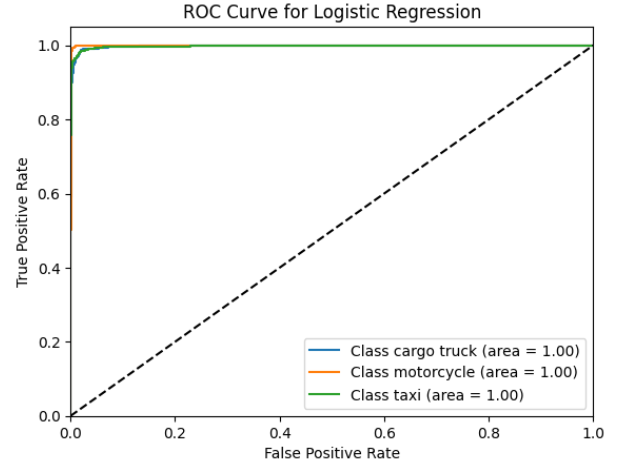 ROC Curve for Logistic Regression
True Positive Rate
1.0
0.8
0.6
0.4
0.2
0.0
Class cargo truck (area = 1.00)
Class motorcycle (area = 1.00)
Class taxi (area = 1.00)
0.0 0.2 0.4 0.6 0.8 1.0
False Positive Rate